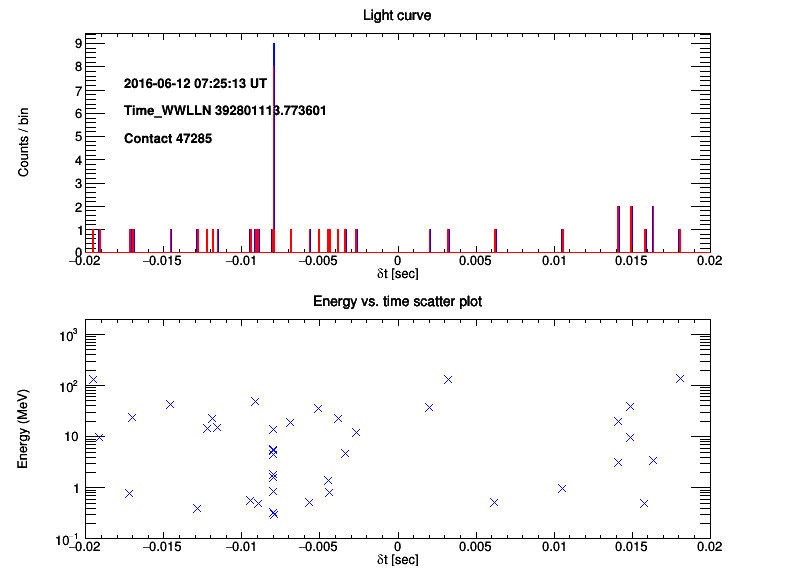 Light curve
Counts / bin
9
8
7
6
5
4
3
2
1
0
2016-06-12 07:25:13 UT
Time_WWLLN 392801113.773601
Contact 47285
−0.02 −0.015 −0.01 −0.005 0 0.005 0.01 0.015 0.02
δt [sec]
Energy vs. time scatter plot
Energy (MeV)
10³
10²
10
1
10⁻¹
−0.02 −0.015 −0.01 −0.005 0 0.005 0.01 0.015 0.02
δt [sec]